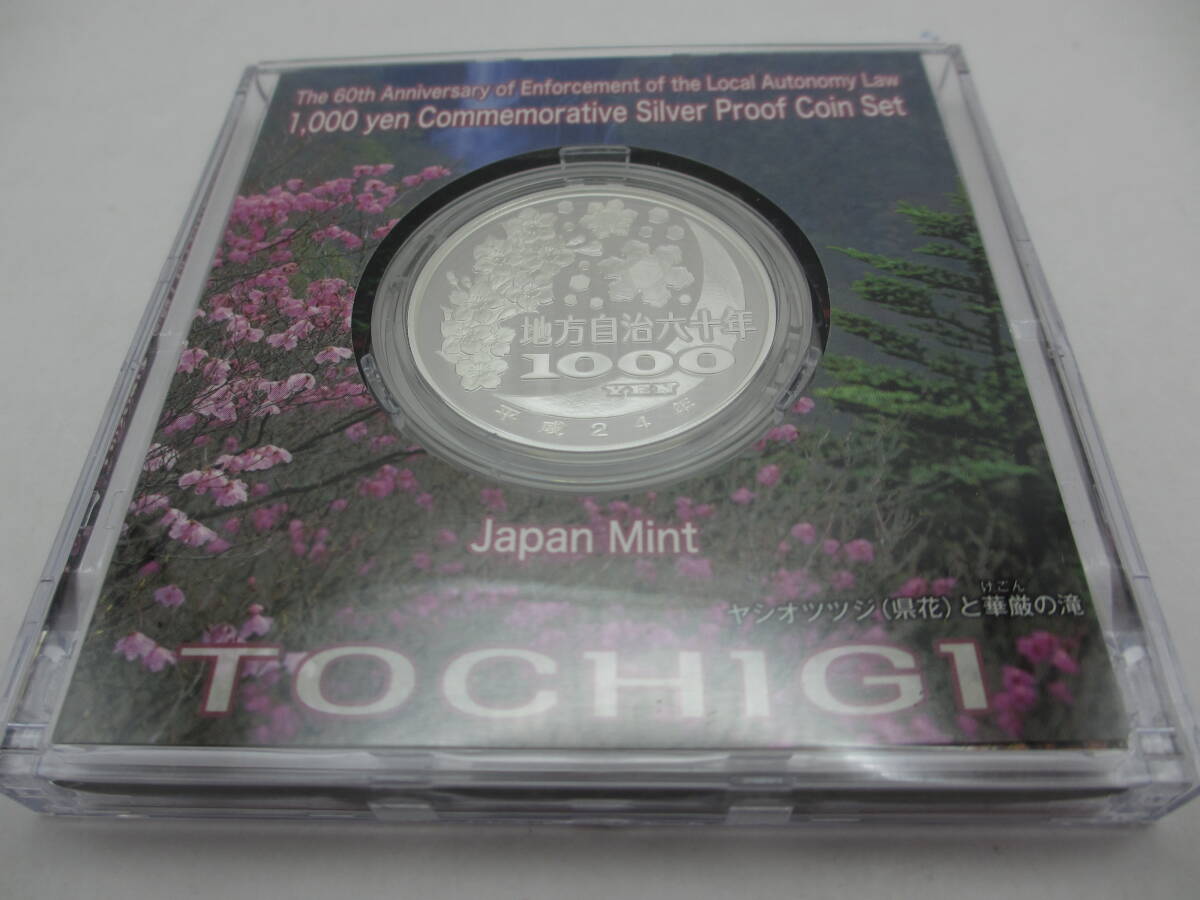 The 60th Anniversary of Enforcement of the Local Autonomy Law
1,000 yen Commemorative Silver Proof Coin Set
地方自治六十年
1000
YEN
平成24年
Japan Mint
けごん
ヤシオツツジ(県花)と華厳の滝
TOCHIGI